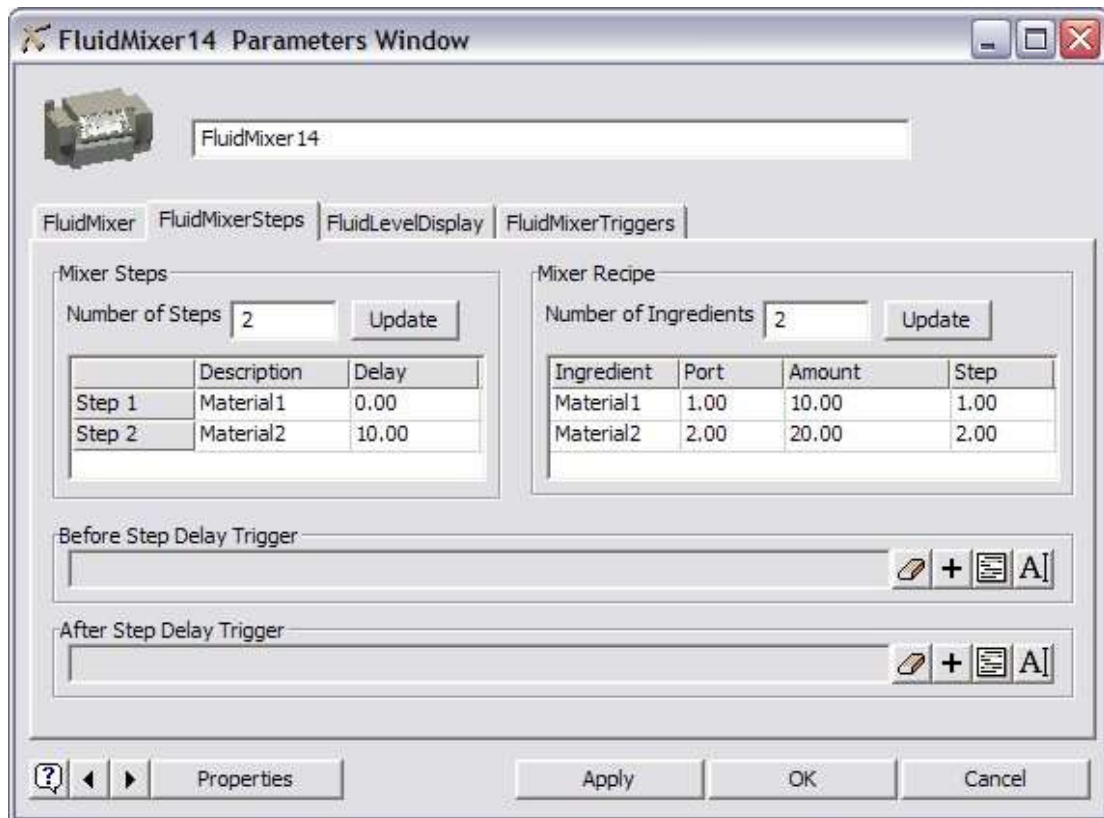 FluidMixer14 Parameters Window
FluidMixer14
FluidMixer FluidMixerSteps FluidLevelDisplay FluidMixerTriggers
Mixer Steps
Number of Steps 2 Update
Description Delay
Step 1 Material1 0.00
Step 2 Material2 10.00
Mixer Recipe
Number of Ingredients 2 Update
Ingredient Port Amount Step
Material1 1.00 10.00 1.00
Material2 2.00 20.00 2.00
Before Step Delay Trigger
A
After Step Delay Trigger
A
Properties Apply OK Cancel